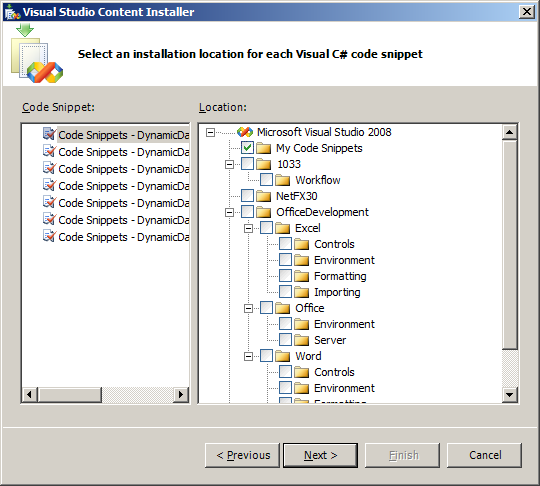 Visual Studio Content Installer
Select an installation location for each Visual C# code snippet
Code Snippet:
Code Snippets - DynamicDa
Code Snippets - DynamicDa
Code Snippets - DynamicDa
Code Snippets - DynamicDa
Code Snippets - DynamicDa
Code Snippets - DynamicDa
Code Snippets - DynamicDa
Location:
Microsoft Visual Studio 2008
My Code Snippets
1033
Workflow
NetFX30
OfficeDevelopment
Excel
Controls
Environment
Formatting
Importing
Office
Environment
Server
Word
Controls
Environment
Formatting
< Previous
Next >
Finish
Cancel